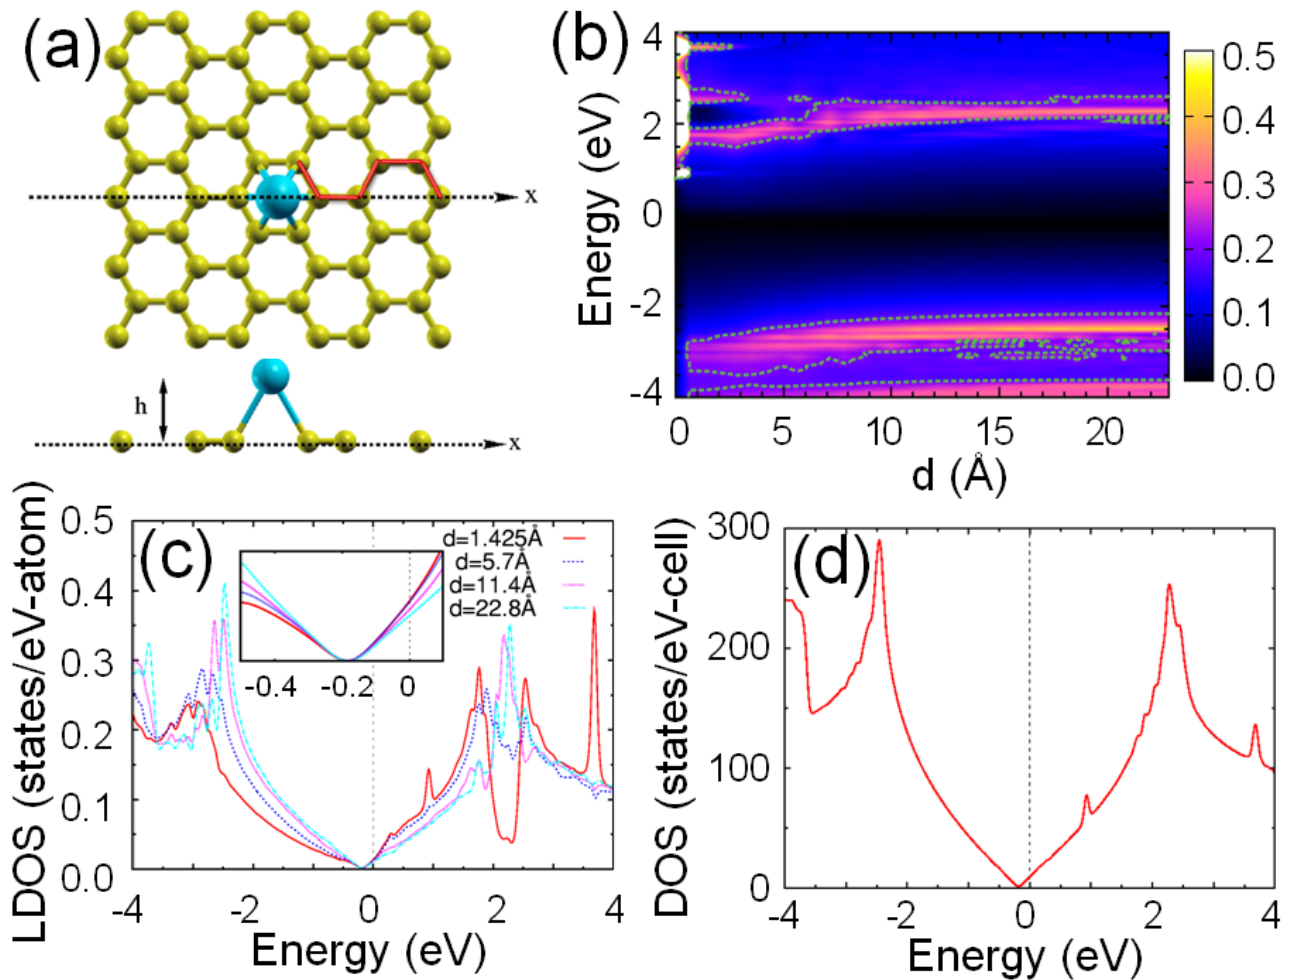 (a)
x
h
x
(b)
Energy (eV)
4
2
0
-2
-4
0 5 10 15 20
d (Å)
0.5
0.4
0.3
0.2
0.1
0.0
(c)
LDOS (states/eV-atom)
0.5
0.4
0.3
0.2
0.1
0.0
-4 -2 0 2 4
Energy (eV)
d=1.425Å
d=5.7Å
d=11.4Å
d=22.8Å
-0.4 -0.2 0
(d)
DOS (states/eV-cell)
300
200
100
0
-4 -2 0 2 4
Energy (eV)